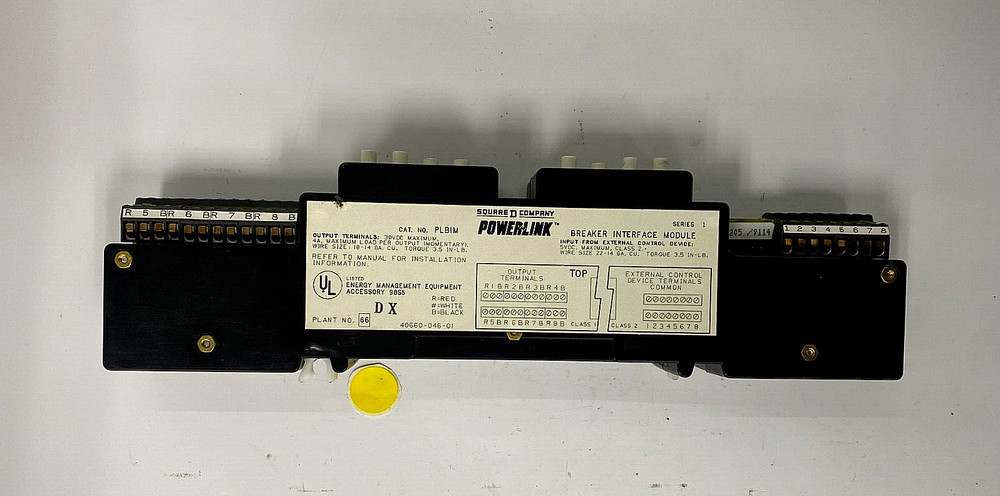 R 5 BR 6 BR 7 BR 8 B
SQUARE D COMPANY
POWERLINK™
CAT. NO. PLBIM
OUTPUT TERMINALS: 30VDC MAXIMUM,
4A, MAXIMUM LOAD PER OUTPUT (MOMENTARY).
WIRE SIZE: 18-14 GA. CU. TORQUE 3.5 IN-LB.
REFER TO MANUAL FOR INSTALLATION
INFORMATION.
UL
LISTED
ENERGY MANAGEMENT EQUIPMENT
ACCESSORY 98S5
DX
R=RED
#=WHITE
B=BLACK
PLANT NO. 66
40660-046-01
SERIES 1
BREAKER INTERFACE MODULE
INPUT FROM EXTERNAL CONTROL DEVICE:
5VDC, MAXIMUM, CLASS 2.
WIRE SIZE 22-14 GA. CU. TORQUE 3.5 IN-LB.
OUTPUT
TERMINALS
TOP
R1BR2BR3BR4B
R5BR6BR7BR8B
CLASS 1
EXTERNAL CONTROL
DEVICE TERMINALS
COMMON
CLASS 2
12345678
205 /9114
1 2 3 4 5 6 7 8